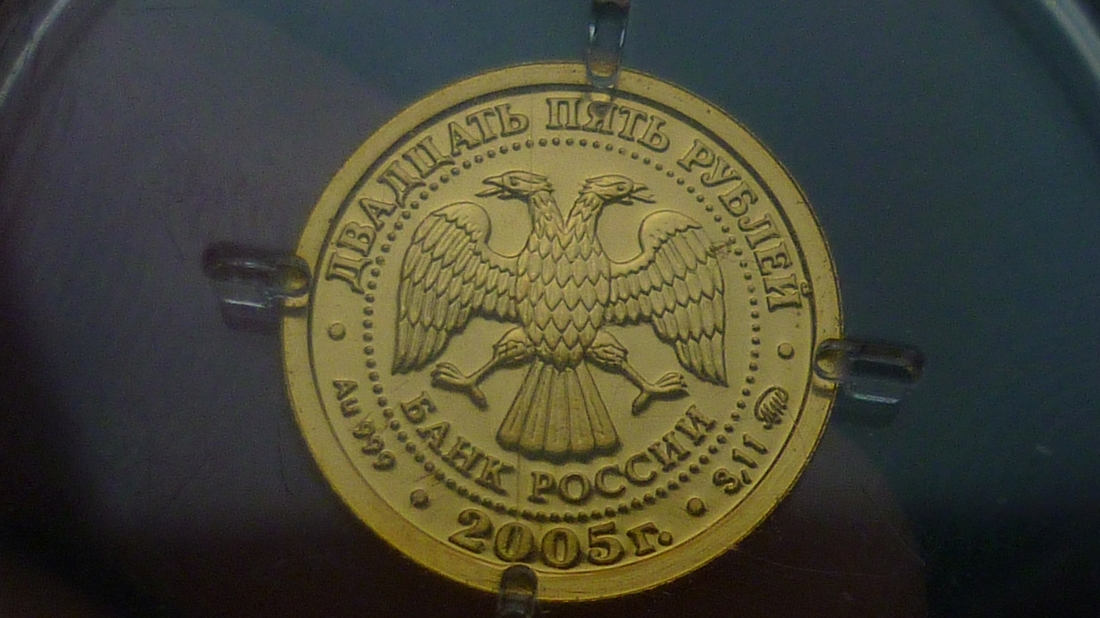 ДВАДЦАТЬ ПЯТЬ РУБЛЕЙ
БАНК РОССИИ
Au 999
2005г.
3,11